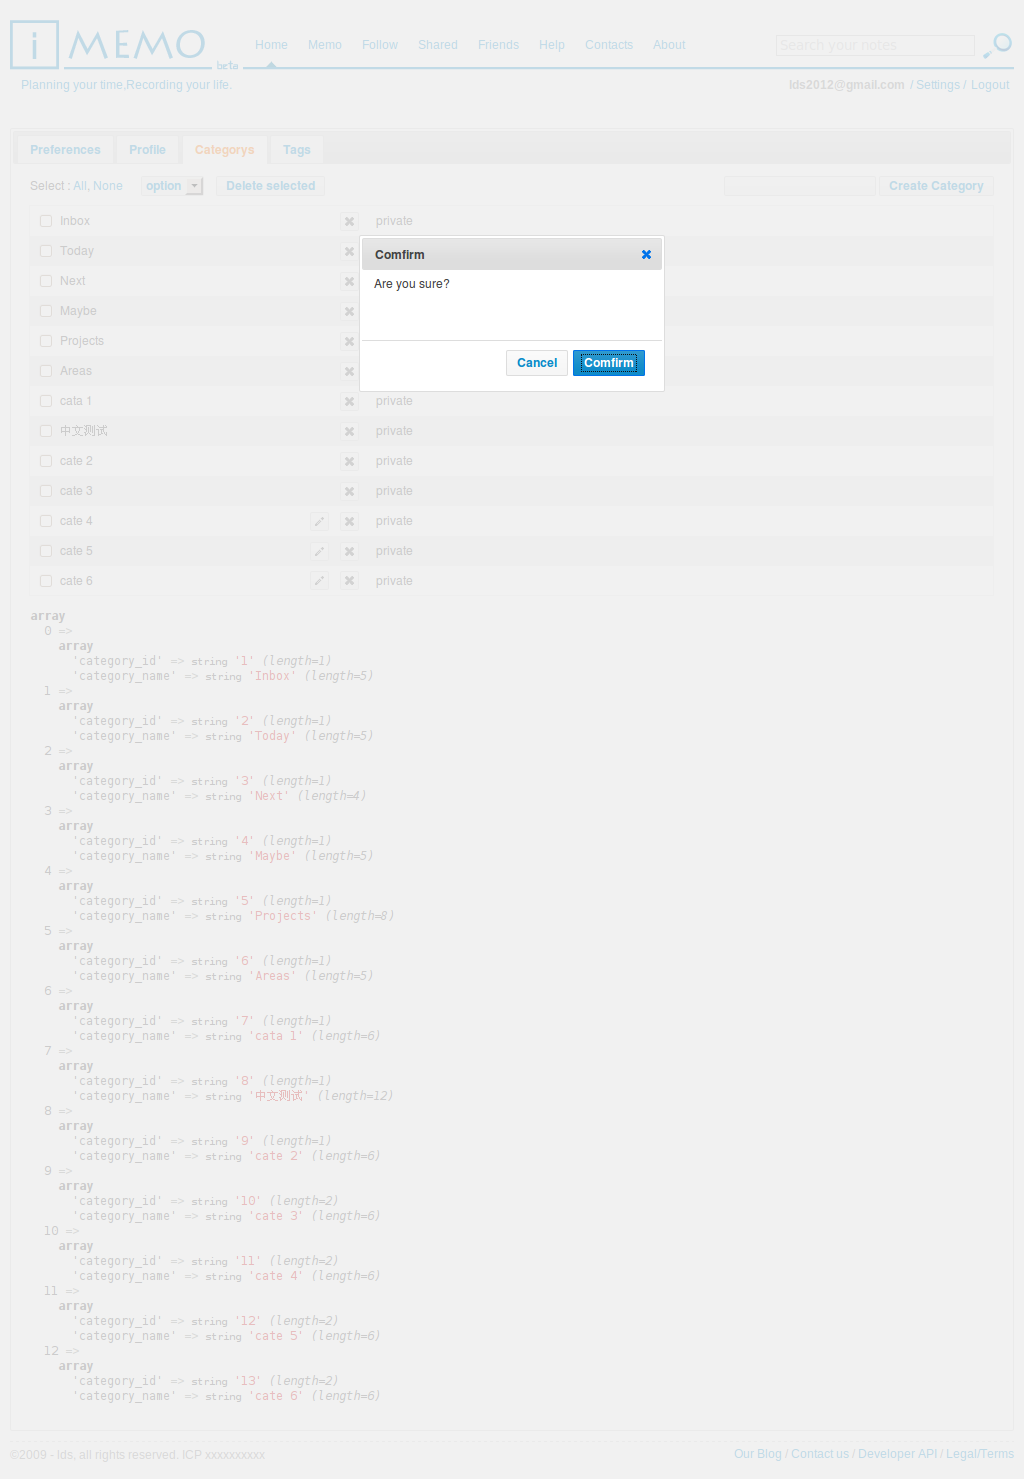 i MEMO beta
Home Memo Follow Shared Friends Help Contacts About
Search your notes
Planning your time,Recording your life.
lds2012@gmail.com / Settings / Logout
Preferences Profile Categorys Tags
Select : All, None option Delete selected Create Category
Inbox private
Today
Next
Maybe
Projects
Areas
Comfirm
Are you sure?
Cancel Comfirm
cata 1 private
中文测试 private
cate 2 private
cate 3 private
cate 4 private
cate 5 private
cate 6 private
array
0 =>
array
'category_id' => string '1' (length=1)
'category_name' => string 'Inbox' (length=5)
1 =>
array
'category_id' => string '2' (length=1)
'category_name' => string 'Today' (length=5)
2 =>
array
'category_id' => string '3' (length=1)
'category_name' => string 'Next' (length=4)
3 =>
array
'category_id' => string '4' (length=1)
'category_name' => string 'Maybe' (length=5)
4 =>
array
'category_id' => string '5' (length=1)
'category_name' => string 'Projects' (length=8)
5 =>
array
'category_id' => string '6' (length=1)
'category_name' => string 'Areas' (length=5)
6 =>
array
'category_id' => string '7' (length=1)
'category_name' => string 'cata 1' (length=6)
7 =>
array
'category_id' => string '8' (length=1)
'category_name' => string '中文测试' (length=12)
8 =>
array
'category_id' => string '9' (length=1)
'category_name' => string 'cate 2' (length=6)
9 =>
array
'category_id' => string '10' (length=2)
'category_name' => string 'cate 3' (length=6)
10 =>
array
'category_id' => string '11' (length=2)
'category_name' => string 'cate 4' (length=6)
11 =>
array
'category_id' => string '12' (length=2)
'category_name' => string 'cate 5' (length=6)
12 =>
array
'category_id' => string '13' (length=2)
'category_name' => string 'cate 6' (length=6)
©2009 - lds, all rights reserved. ICP xxxxxxxxxx
Our Blog / Contact us / Developer API / Legal/Terms